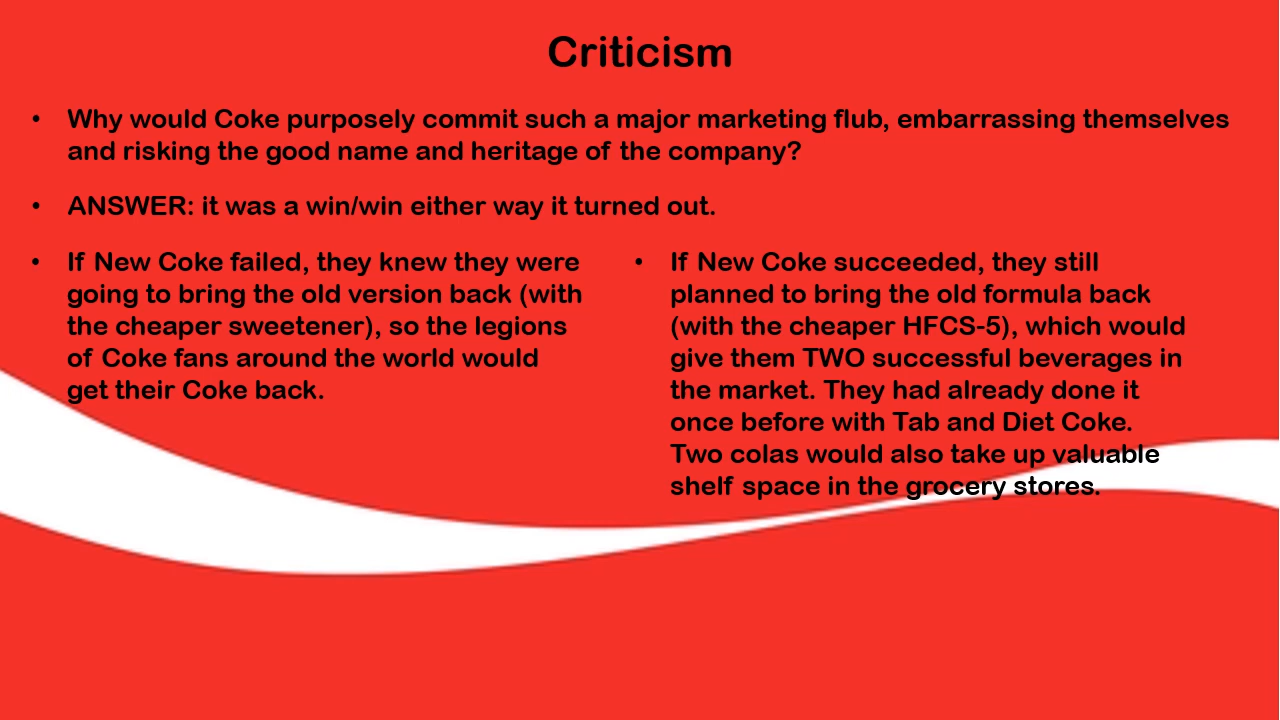 Criticism
• Why would Coke purposely commit such a major marketing flub, embarrassing themselves
and risking the good name and heritage of the company?
• ANSWER: it was a win/win either way it turned out.
• If New Coke failed, they knew they were
going to bring the old version back (with
the cheaper sweetener), so the legions
of Coke fans around the world would
get their Coke back.
• If New Coke succeeded, they still
planned to bring the old formula back
(with the cheaper HFCS-5), which would
give them TWO successful beverages in
the market. They had already done it
once before with Tab and Diet Coke.
Two colas would also take up valuable
shelf space in the grocery stores.